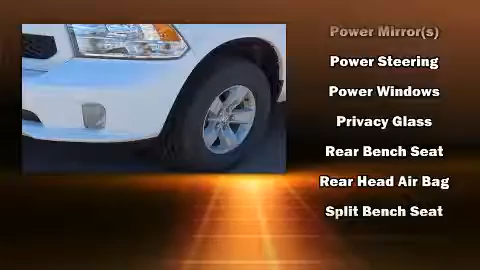 Power Mirror(s)
Power Steering
Power Windows
Privacy Glass
Rear Bench Seat
Rear Head Air Bag
Split Bench Seat